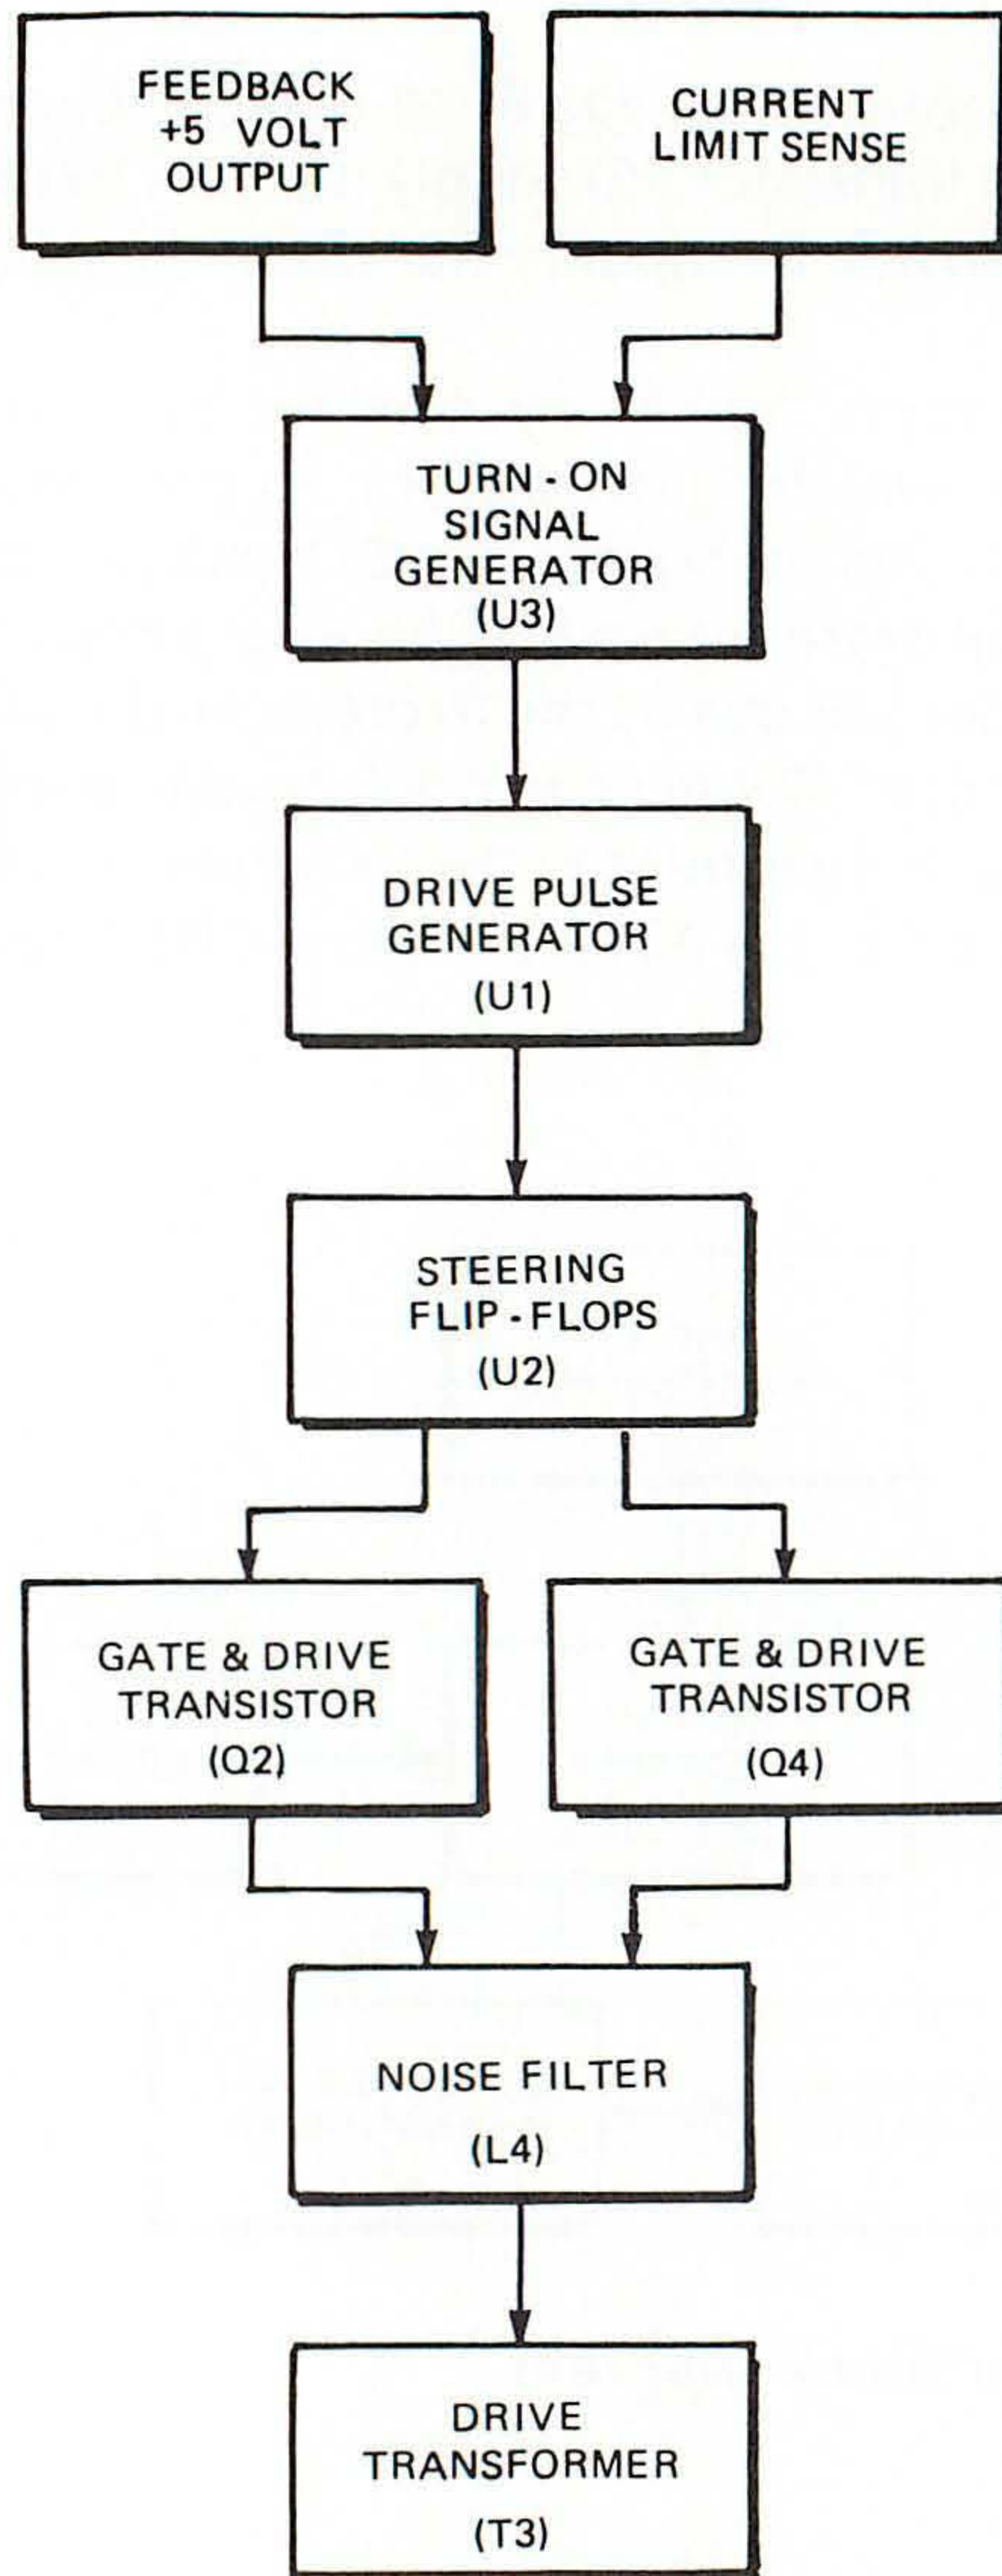 FEEDBACK
+5 VOLT
OUTPUT
CURRENT
LIMIT SENSE
TURN - ON
SIGNAL
GENERATOR
(U3)
DRIVE PULSE
GENERATOR
(U1)
STEERING
FLIP - FLOPS
(U2)
GATE & DRIVE
TRANSISTOR
(Q2)
GATE & DRIVE
TRANSISTOR
(Q4)
NOISE FILTER
(L4)
DRIVE
TRANSFORMER
(T3)